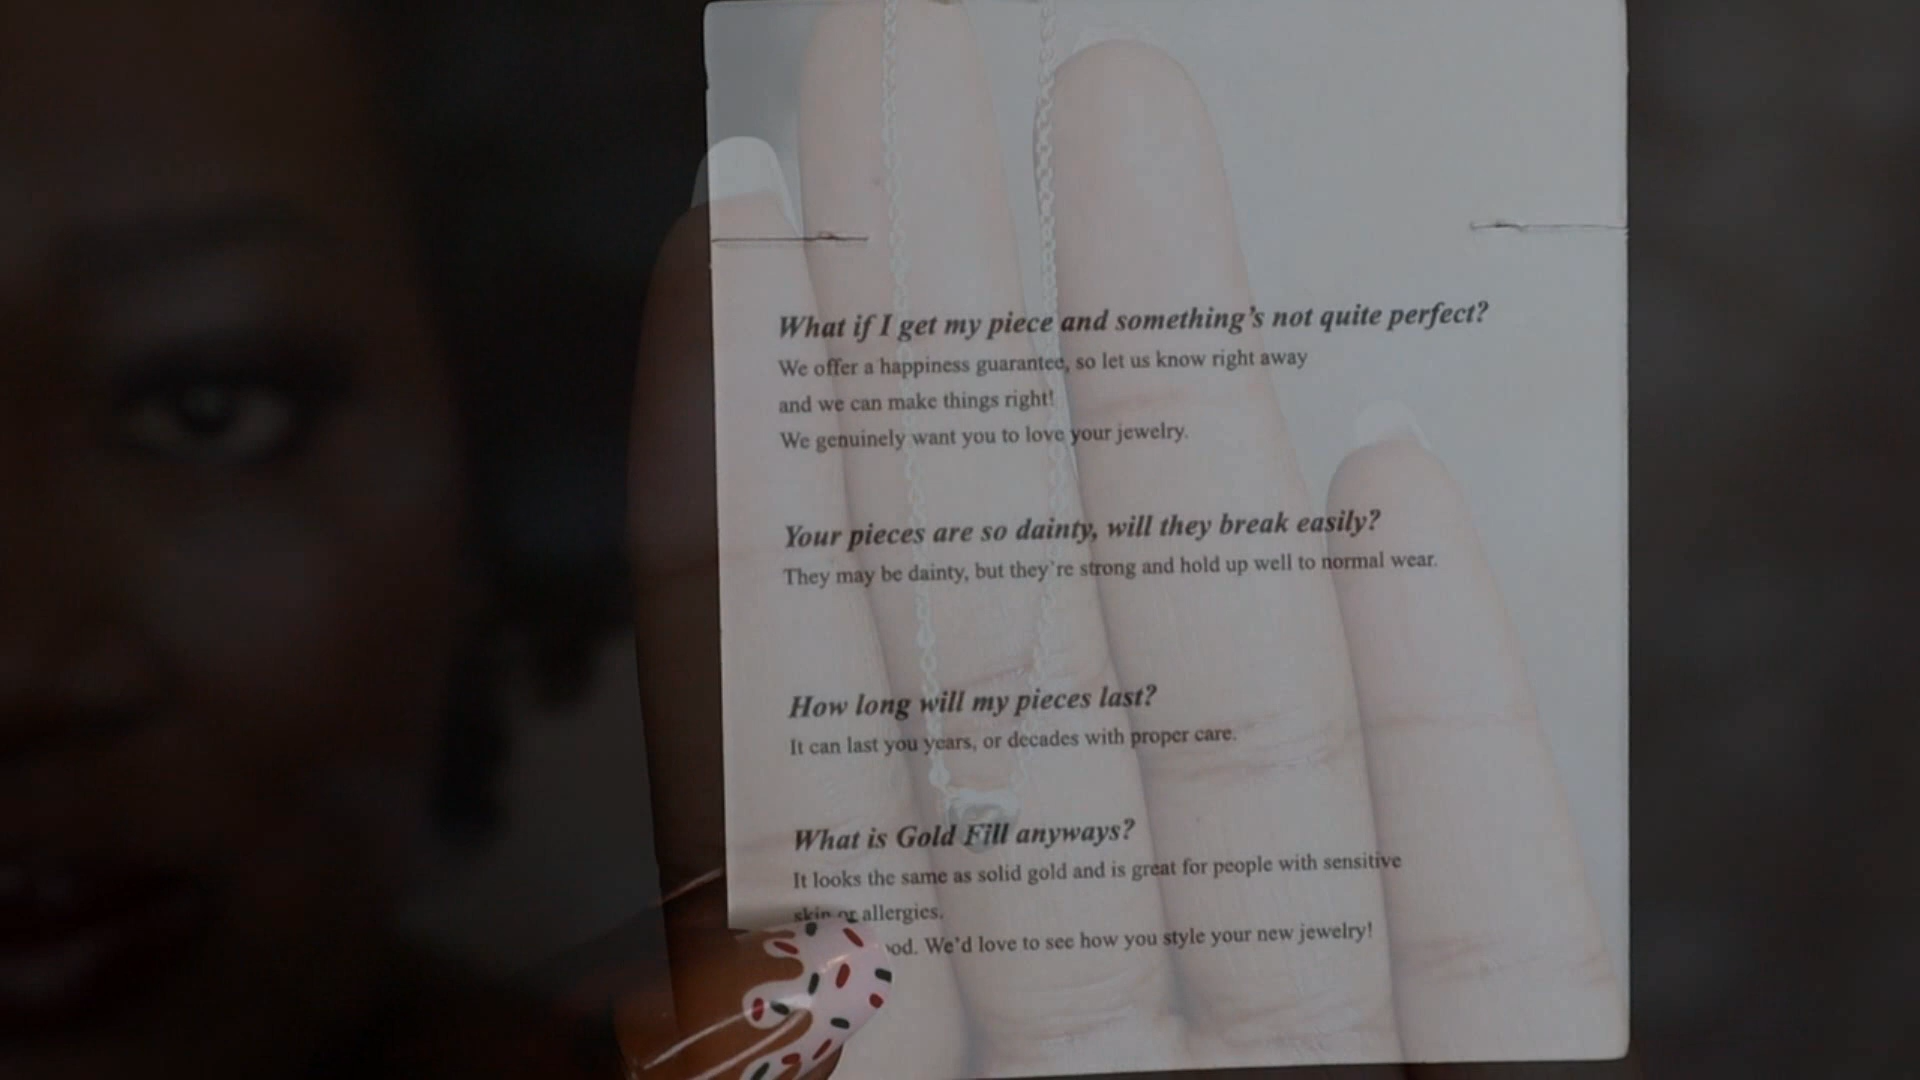 What if I get my piece and something's not quite perfect?
We offer a happiness guarantee, so let us know right away
and we can make things right!
We genuinely want you to love your jewelry.
Your pieces are so dainty, will they break easily?
They may be dainty, but they're strong and hold up well to normal wear.
How long will my pieces last?
It can last you years, or decades with proper care.
What is Gold Fill anyways?
It looks the same as solid gold and is great for people with sensitive
skin or allergies.
We'd love to see how you style your new jewelry!